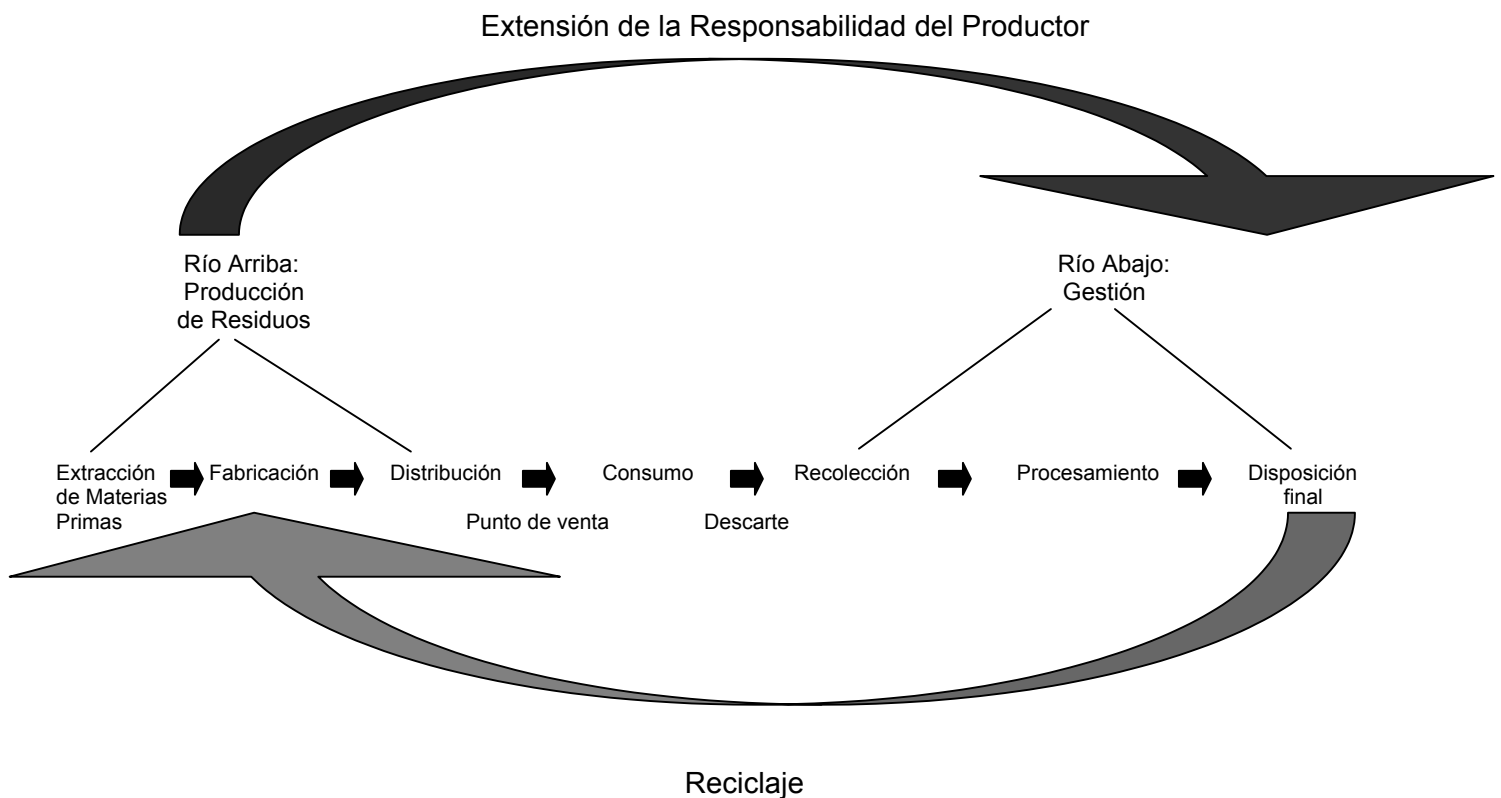 Extensión de la Responsabilidad del Productor
Río Arriba:
Producción
de Residuos
Río Abajo:
Gestión
Extracción
de Materias
Primas
Fabricación
Distribución
Consumo
Recolección
Procesamiento
Disposición
final
Punto de venta
Descarte
Reciclaje